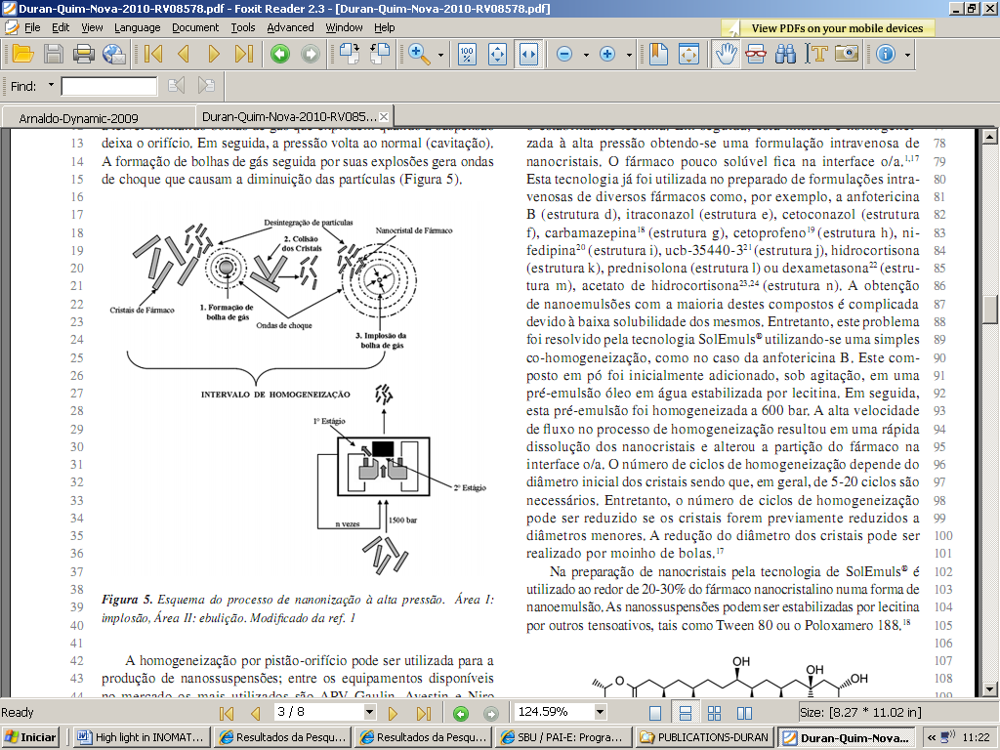 Duran-Quim-Nova-2010-RV08578.pdf - Foxit Reader 2.3 - [Duran-Quim-Nova-2010-RV08578.pdf]
File Edit View Language Document Tools Advanced Window Help
View PDFs on your mobile devices
Find:
Arnaldo-Dynamic-2009
Duran-Quim-Nova-2010-RV085...
13 deixa o orifício. Em seguida, a pressão volta ao normal (cavitação).
14 A formação de bolhas de gás seguida por suas explosões gera ondas
15 de choque que causam a diminuição das partículas (Figura 5).
16
17
18
19
20
21
22
23
24
25
26
27
28
29
30
31
32
33
34
35
36
37
38
39
40
41
Desintegração de partículas
2. Colisão
dos Cristais
Nanocristal de Fármaco
Cristais de Fármaco
1. Formação de
bolha de gás
Ondas de choque
3. Implosão da
bolha de gás
INTERVALO DE HOMOGENEIZAÇÃO
1º Estágio
2º Estágio
n vezes
1500 bar
Figura 5. Esquema do processo de nanonização à alta pressão. Área I:
implosão, Área II: ebulição. Modificado da ref. 1
42 A homogeneização por pistão-orifício pode ser utilizada para a
43 produção de nanossuspensões; entre os equipamentos disponíveis
no mercado os mais utilizados são APV Gaulin, Avestin e Niro
zada à alta pressão obtendo-se uma formulação intravenosa de 78
nanocristais. O fármaco pouco solúvel fica na interface o/a.1,17 79
Esta tecnologia já foi utilizada no preparado de formulações intra- 80
venosas de diversos fármacos como, por exemplo, a anfotericina 81
B (estrutura d), itraconazol (estrutura e), cetoconazol (estrutura 82
f), carbamazepina18 (estrutura g), cetoprofeno19 (estrutura h), ni- 83
fedipina20 (estrutura i), ucb-35440-321 (estrutura j), hidrocortisona 84
(estrutura k), prednisolona (estrutura l) ou dexametasona22 (estru- 85
tura m), acetato de hidrocortisona23,24 (estrutura n). A obtenção 86
de nanoemulsões com a maioria destes compostos é complicada 87
devido à baixa solubilidade dos mesmos. Entretanto, este problema 88
foi resolvido pela tecnologia SolEmuls® utilizando-se uma simples 89
co-homogeneização, como no caso da anfotericina B. Este com- 90
posto em pó foi inicialmente adicionado, sob agitação, em uma 91
pré-emulsão óleo em água estabilizada por lecitina. Em seguida, 92
esta pré-emulsão foi homogeneizada a 600 bar. A alta velocidade 93
de fluxo no processo de homogeneização resultou em uma rápida 94
dissolução dos nanocristais e alterou a partição do fármaco na 95
interface o/a. O número de ciclos de homogeneização depende do 96
diâmetro inicial dos cristais sendo que, em geral, de 5-20 ciclos são 97
necessários. Entretanto, o número de ciclos de homogeneização 98
pode ser reduzido se os cristais forem previamente reduzidos a 99
diâmetros menores. A redução do diâmetro dos cristais pode ser 100
realizado por moinho de bolas.17 101
Na preparação de nanocristais pela tecnologia de SolEmuls® é 102
utilizado ao redor de 20-30% do fármaco nanocristalino numa forma de 103
nanoemulsão. As nanossuspensões podem ser estabilizadas por lecitina 104
por outros tensoativos, tais como Tween 80 ou o Poloxamero 188.18 105
106
107
108
OH
OH
OH
O
Ready
3 / 8
124.59%
Size: [8.27 * 11.02 in]
Iniciar
High light in INOMAT...
Resultados da Pesqu...
Resultados da Pesqu...
SBU / PAI-E: Progra...
PUBLICATIONS-DURAN
Duran-Quim-Nova...
11:22